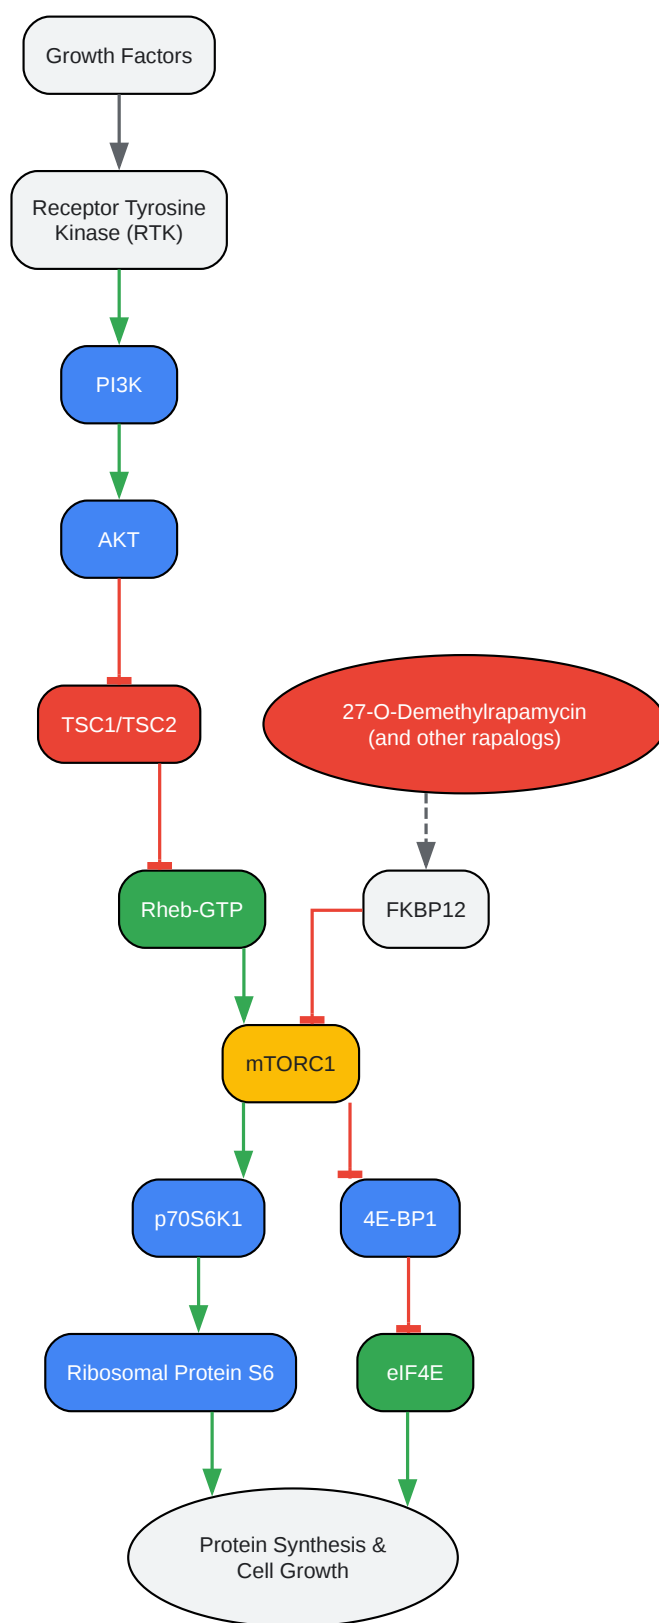 Growth Factors
Receptor Tyrosine
Kinase (RTK)
PI3K
AKT
TSC1/TSC2
27-O-Demethylrapamycin
(and other rapalogs)
Rheb-GTP
FKBP12
mTORC1
p70S6K1
4E-BP1
Ribosomal Protein S6
eIF4E
Protein Synthesis &
Cell Growth